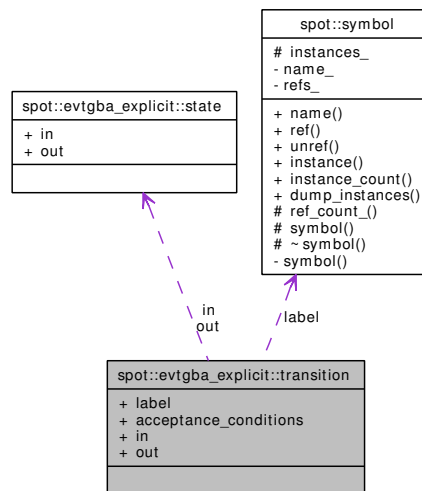 spot::symbol
# instances_
- name_
- refs_
+ name()
+ ref()
+ unref()
+ instance()
+ instance_count()
+ dump_instances()
# ref_count_()
# symbol()
# ~symbol()
- symbol()
spot::evtgba_explicit::state
+ in
+ out
in
out
label
spot::evtgba_explicit::transition
+ label
+ acceptance_conditions
+ in
+ out